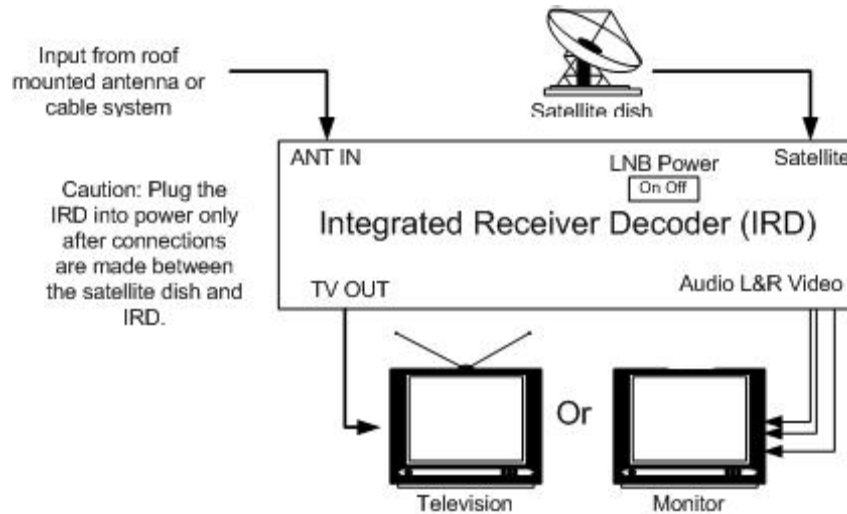 Input from roof
mounted antenna or
cable system
Satellite dish
ANT IN
LNB Power
Satellite
On Off
Caution: Plug the
IRD into power only
after connections
are made between
the satellite dish and
IRD.
Integrated Receiver Decoder (IRD)
TV OUT
Audio L&R Video
Or
Television
Monitor